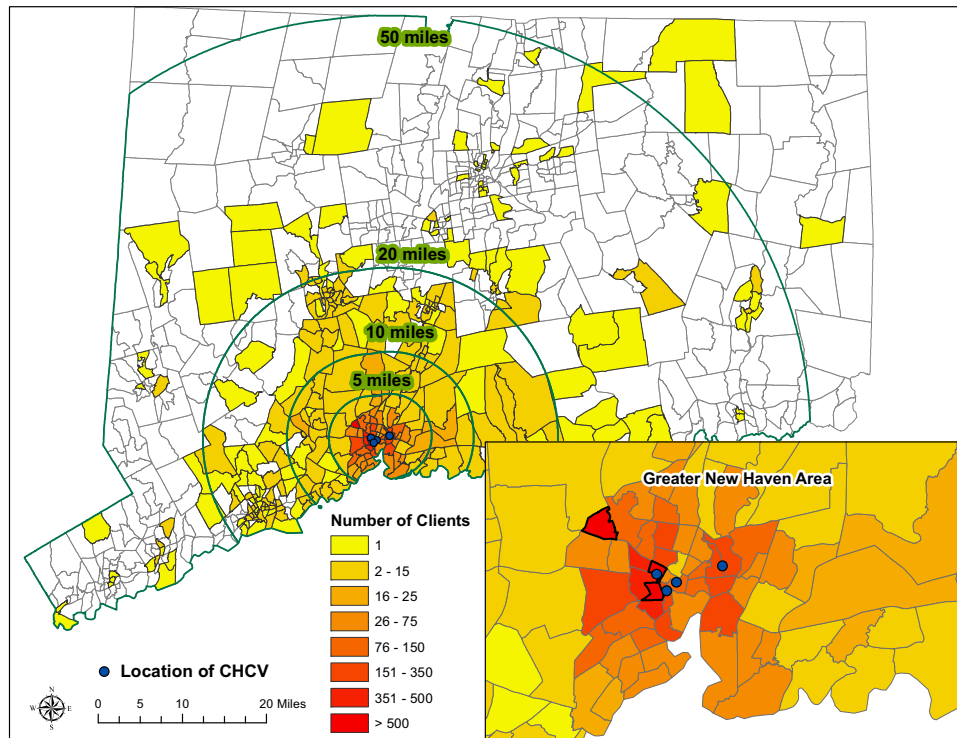 50 miles
20 miles
10 miles
5 miles
Greater New Haven Area
Number of Clients
1
2 - 15
16 - 25
26 - 75
76 - 150
151 - 350
351 - 500
> 500
Location of CHCV
N
W E
S
0 5 10 20 Miles